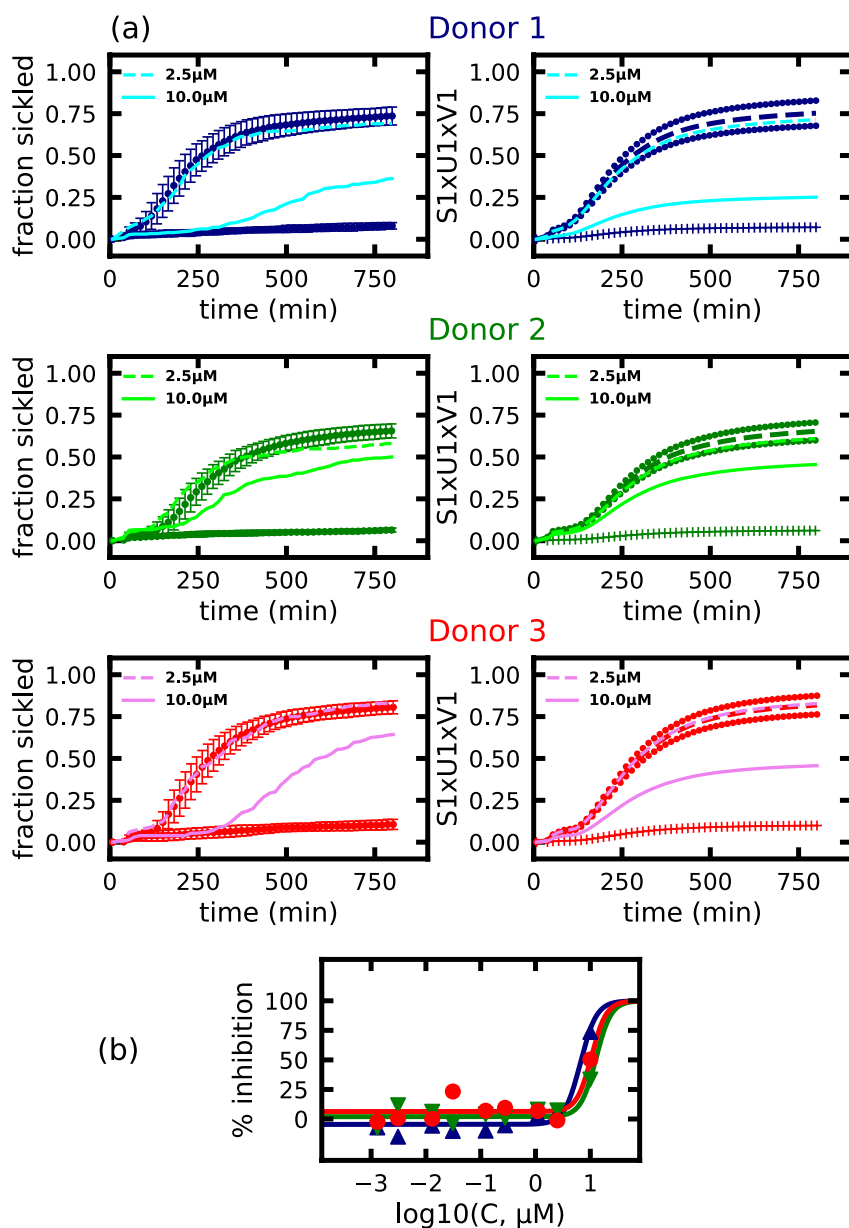 (a)
Donor 1
1.00
0.75
0.50
0.25
0.00
fraction sickled
2.5μM
10.0μM
0
250
500
750
time (min)
1.00
0.75
0.50
0.25
0.00
S1xU1xV1
2.5μM
10.0μM
0
250
500
750
time (min)
Donor 2
1.00
0.75
0.50
0.25
0.00
fraction sickled
2.5μM
10.0μM
0
250
500
750
time (min)
1.00
0.75
0.50
0.25
0.00
S1xU1xV1
2.5μM
10.0μM
0
250
500
750
time (min)
Donor 3
1.00
0.75
0.50
0.25
0.00
fraction sickled
2.5μM
10.0μM
0
250
500
750
time (min)
1.00
0.75
0.50
0.25
0.00
S1xU1xV1
2.5μM
10.0μM
0
250
500
750
time (min)
(b)
100
75
50
25
0
% inhibition
−3
−2
−1
0
1
log10(C, μM)